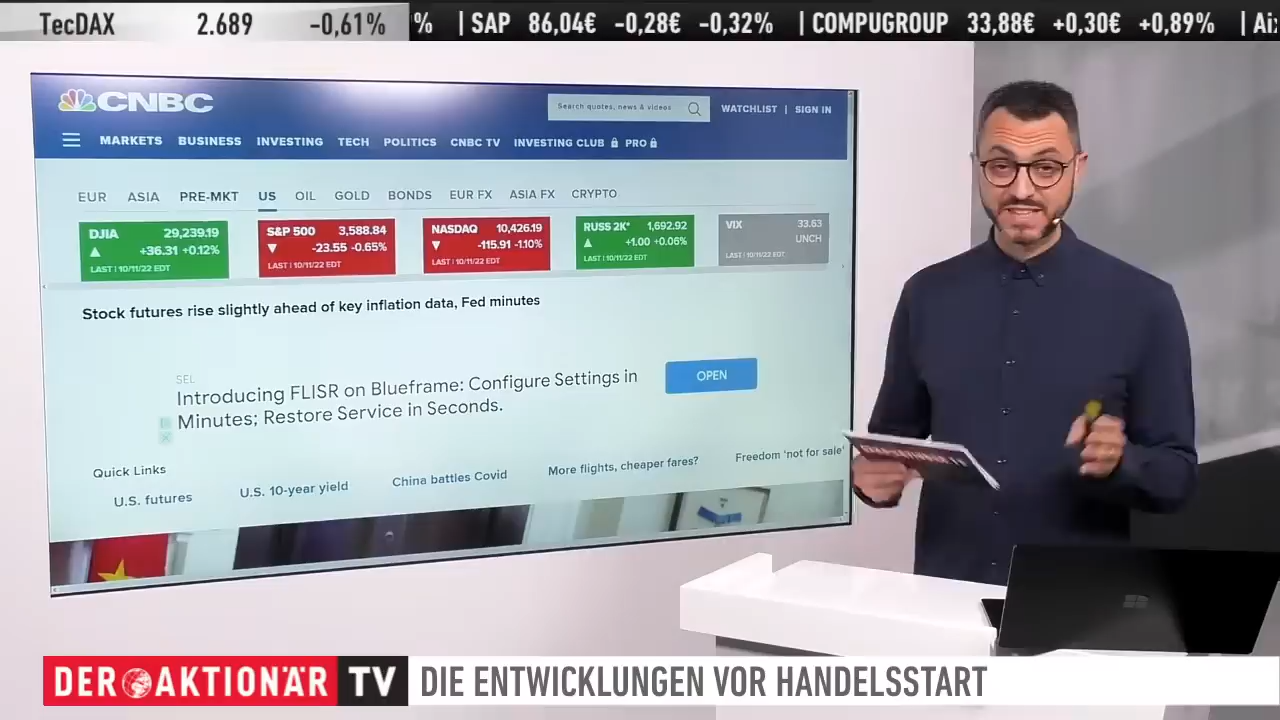 TecDAX 2.689 -0,61% % | SAP 86,04€ -0,28€ -0,32% | COMPUGROUP 33,88€ +0,30€ +0,89% | Ai
CNBC
Search quotes, news & videos
WATCHLIST | SIGN IN
MARKETS BUSINESS INVESTING TECH POLITICS CNBC TV INVESTING CLUB PRO
EUR ASIA PRE-MKT US OIL GOLD BONDS EUR FX ASIA FX CRYPTO
DJIA 29,239.19
▲ +36.31 +0.12%
LAST | 10/11/22 EDT
S&P 500 3,588.84
▼ -23.55 -0.65%
LAST | 10/11/22 EDT
NASDAQ 10,426.19
▼ -115.91 -1.10%
LAST | 10/11/22 EDT
RUSS 2K* 1,692.92
▲ +1.00 +0.06%
LAST | 10/11/22 EDT
VIX 33.63
UNCH
LAST | 10/11/22 EDT
Stock futures rise slightly ahead of key inflation data, Fed minutes
SEL
Introducing FLISR on Blueframe: Configure Settings in
Minutes; Restore Service in Seconds.
OPEN
Quick Links
U.S. futures
U.S. 10-year yield
China battles Covid
More flights, cheaper fares?
Freedom 'not for sale'
DER AKTIONÄR TV DIE ENTWICKLUNGEN VOR HANDELSSTART